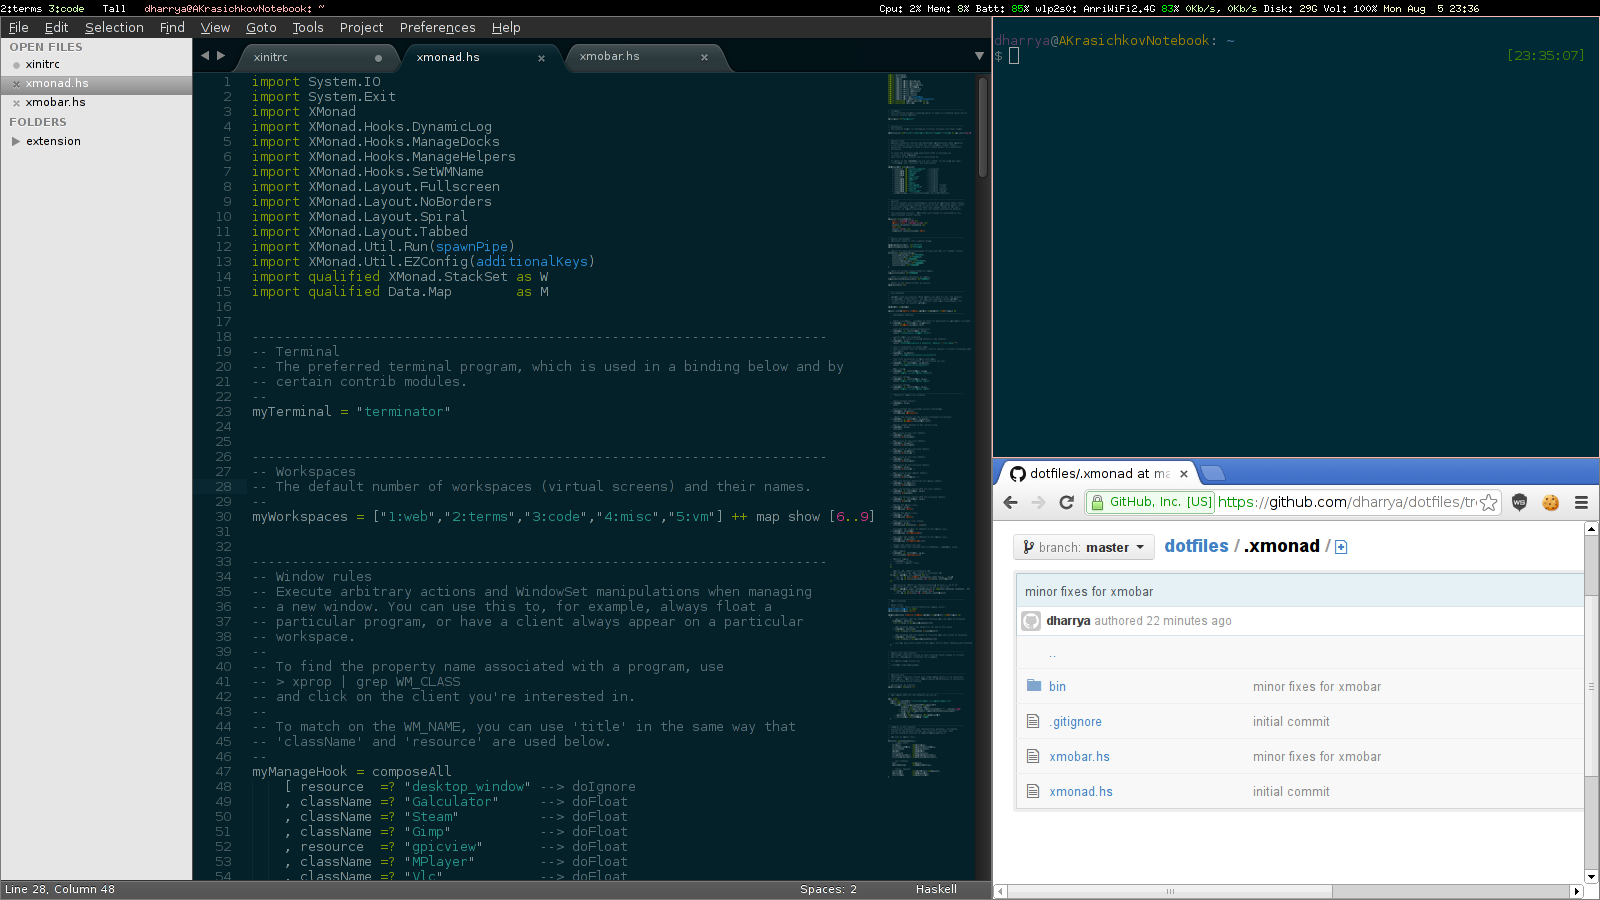 2:terms 3:code   Tall   dharrya@AKrasichkovNotebook: ~   Cpu: 2% Mem: 8% Batt: 85% wlp2s0: AnriWiFi2.4G 83% 0Kb/s, 0Kb/s Disk: 29G Vol: 100% Mon Aug  5 23:36
File Edit Selection Find View Goto Tools Project Preferences Help
OPEN FILES
xinitrc
xmonad.hs
xmobar.hs
FOLDERS
extension
xinitrc xmonad.hs xmobar.hs
1 import System.IO
2 import System.Exit
3 import XMonad
4 import XMonad.Hooks.DynamicLog
5 import XMonad.Hooks.ManageDocks
6 import XMonad.Hooks.ManageHelpers
7 import XMonad.Hooks.SetWMName
8 import XMonad.Layout.Fullscreen
9 import XMonad.Layout.NoBorders
10 import XMonad.Layout.Spiral
11 import XMonad.Layout.Tabbed
12 import XMonad.Util.Run(spawnPipe)
13 import XMonad.Util.EZConfig(additionalKeys)
14 import qualified XMonad.StackSet as W
15 import qualified Data.Map        as M
16
17
18 ------------------------------------------------------------------------
19 -- Terminal
20 -- The preferred terminal program, which is used in a binding below and by
21 -- certain contrib modules.
22 --
23 myTerminal = "terminator"
24
25
26 ------------------------------------------------------------------------
27 -- Workspaces
28 -- The default number of workspaces (virtual screens) and their names.
29 --
30 myWorkspaces = ["1:web","2:terms","3:code","4:misc","5:vm"] ++ map show [6..9]
31
32
33 ------------------------------------------------------------------------
34 -- Window rules
35 -- Execute arbitrary actions and WindowSet manipulations when managing
36 -- a new window. You can use this to, for example, always float a
37 -- particular program, or have a client always appear on a particular
38 -- workspace.
39 --
40 -- To find the property name associated with a program, use
41 -- > xprop | grep WM_CLASS
42 -- and click on the client you're interested in.
43 --
44 -- To match on the WM_NAME, you can use 'title' in the same way that
45 -- 'className' and 'resource' are used below.
46 --
47 myManageHook = composeAll
48     [ resource  =? "desktop_window" --> doIgnore
49     , className =? "Galculator"     --> doFloat
50     , className =? "Steam"          --> doFloat
51     , className =? "Gimp"           --> doFloat
52     , resource  =? "gpicview"       --> doFloat
53     , className =? "MPlayer"        --> doFloat
54     , className =? "Vlc"            --> doFloat
Line 28, Column 48   Spaces: 2   Haskell
dharrya@AKrasichkovNotebook: ~
$ [23:35:07]
dotfiles/.xmonad at ma
GitHub, Inc. [US] https://github.com/dharrya/dotfiles/tre
branch: master dotfiles / .xmonad /
minor fixes for xmobar
dharrya authored 22 minutes ago
..
bin minor fixes for xmobar
.gitignore initial commit
xmobar.hs minor fixes for xmobar
xmonad.hs initial commit